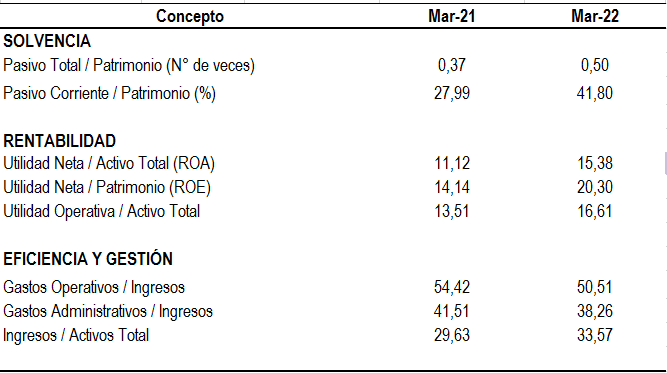 Concepto Mar-21 Mar-22
SOLVENCIA
Pasivo Total / Patrimonio (N° de veces) 0,37 0,50
Pasivo Corriente / Patrimonio (%) 27,99 41,80
RENTABILIDAD
Utilidad Neta / Activo Total (ROA) 11,12 15,38
Utilidad Neta / Patrimonio (ROE) 14,14 20,30
Utilidad Operativa / Activo Total 13,51 16,61
EFICIENCIA Y GESTIÓN
Gastos Operativos / Ingresos 54,42 50,51
Gastos Administrativos / Ingresos 41,51 38,26
Ingresos / Activos Total 29,63 33,57